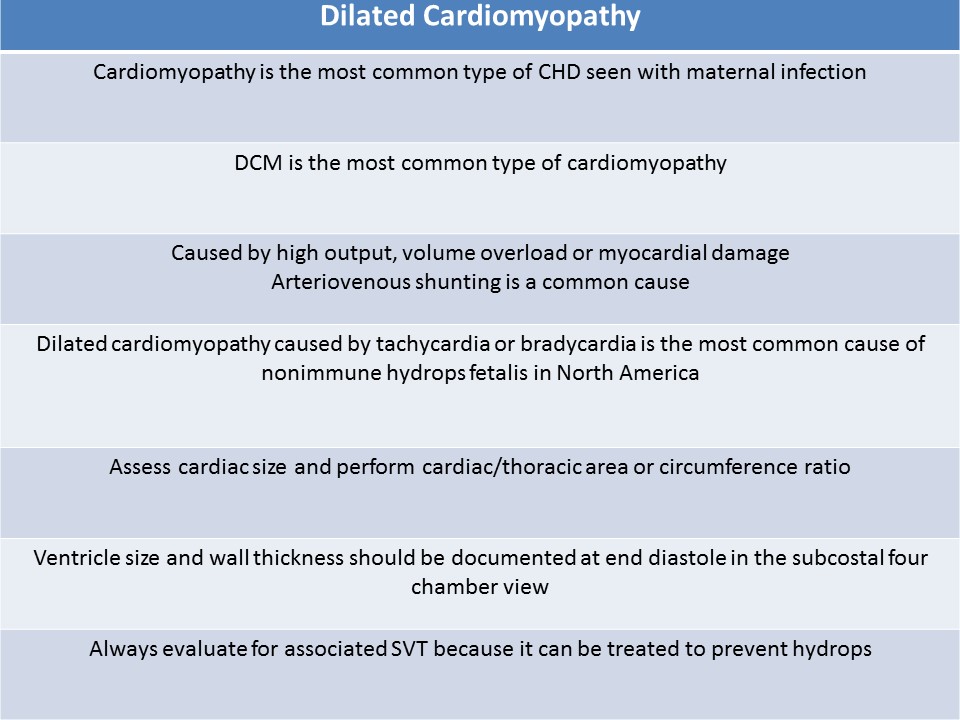 Dilated Cardiomyopathy
Cardiomyopathy is the most common type of CHD seen with maternal infection
DCM is the most common type of cardiomyopathy
Caused by high output, volume overload or myocardial damage
Arteriovenous shunting is a common cause
Dilated cardiomyopathy caused by tachycardia or bradycardia is the most common cause of
nonimmune hydrops fetalis in North America
Assess cardiac size and perform cardiac/thoracic area or circumference ratio
Ventricle size and wall thickness should be documented at end diastole in the subcostal four
chamber view
Always evaluate for associated SVT because it can be treated to prevent hydrops